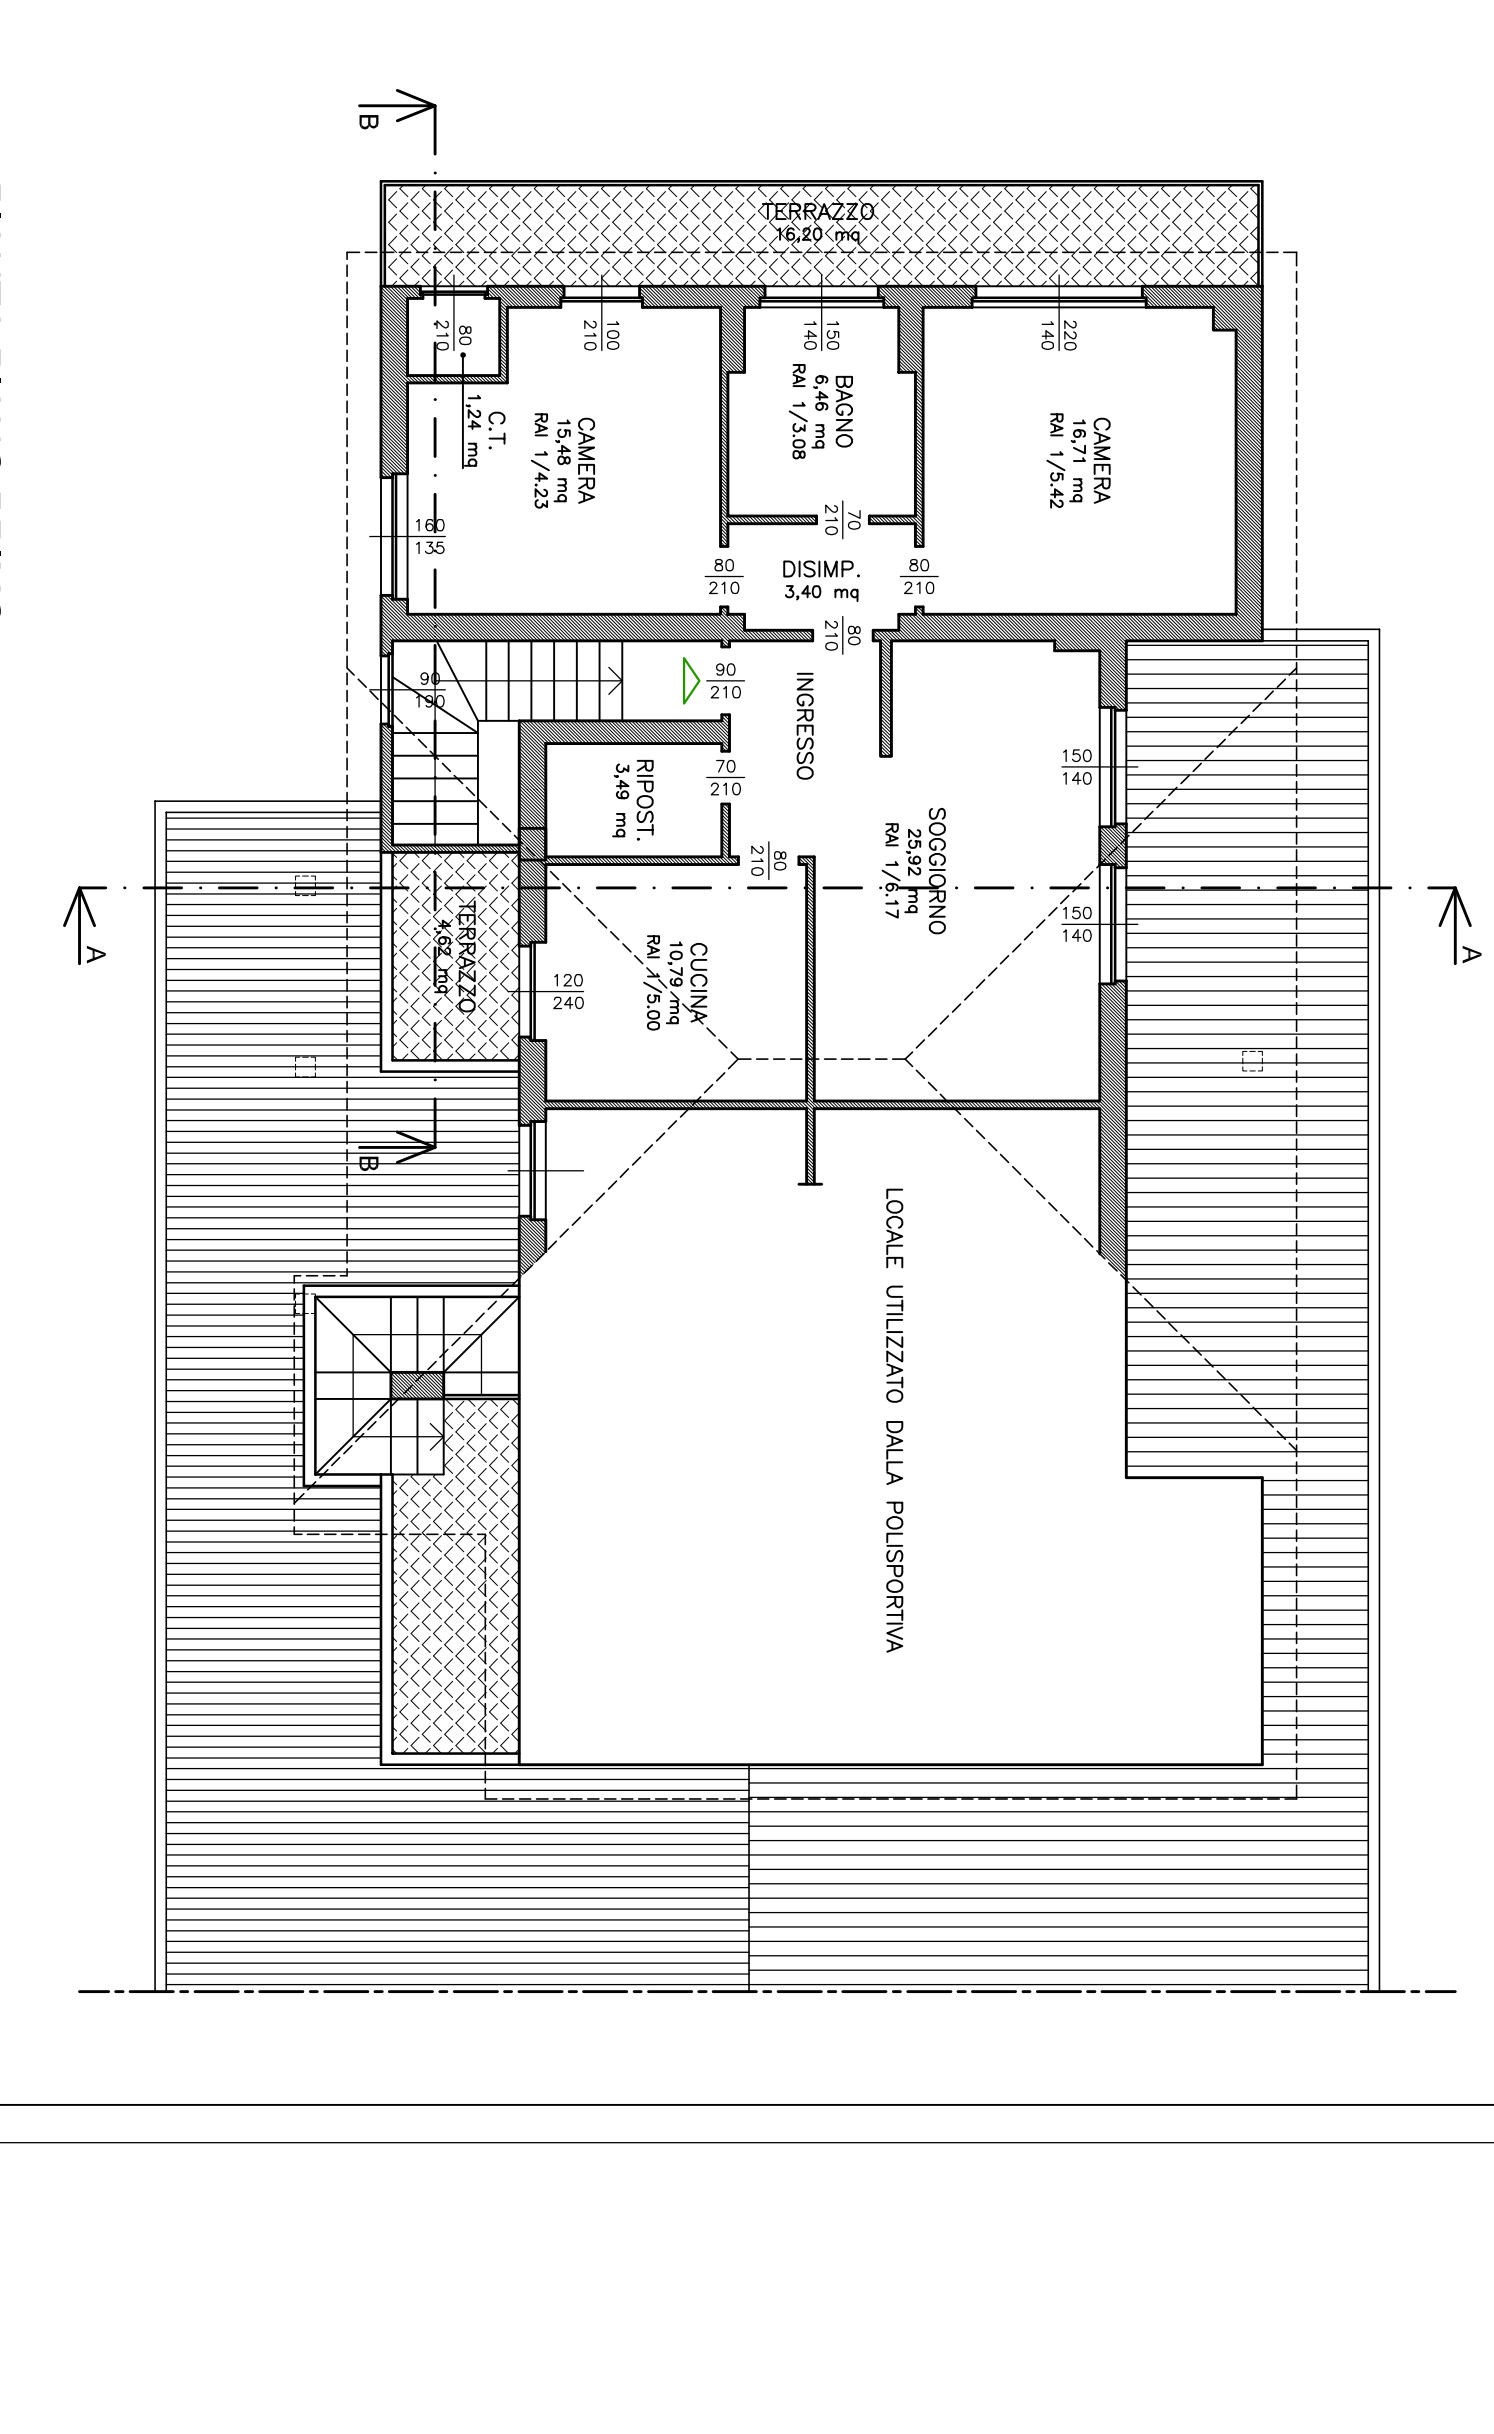 B
TERRAZZO
16,20 mq
80
210
100
210
150
140
220
140
C.T.
1,24 mq
CAMERA
15,48 mq
RAI 1/4.23
BAGNO
6,46 mq
RAI 1/3.08
CAMERA
16,71 mq
RAI 1/5.42
160
135
70
210
80
210
DISIMP.
3,40 mq
80
210
80
210
90
190
90
210
INGRESSO
RIPOST.
3,49 mq
70
210
150
140
SOGGIORNO
25,92 mq
RAI 1/6.17
80
210
A
TERRAZZO
4,62 mq
CUCINA
10,79 mq
RAI 1/5.00
120
240
150
140
A
B
LOCALE UTILIZZATO DALLA POLISPORTIVA